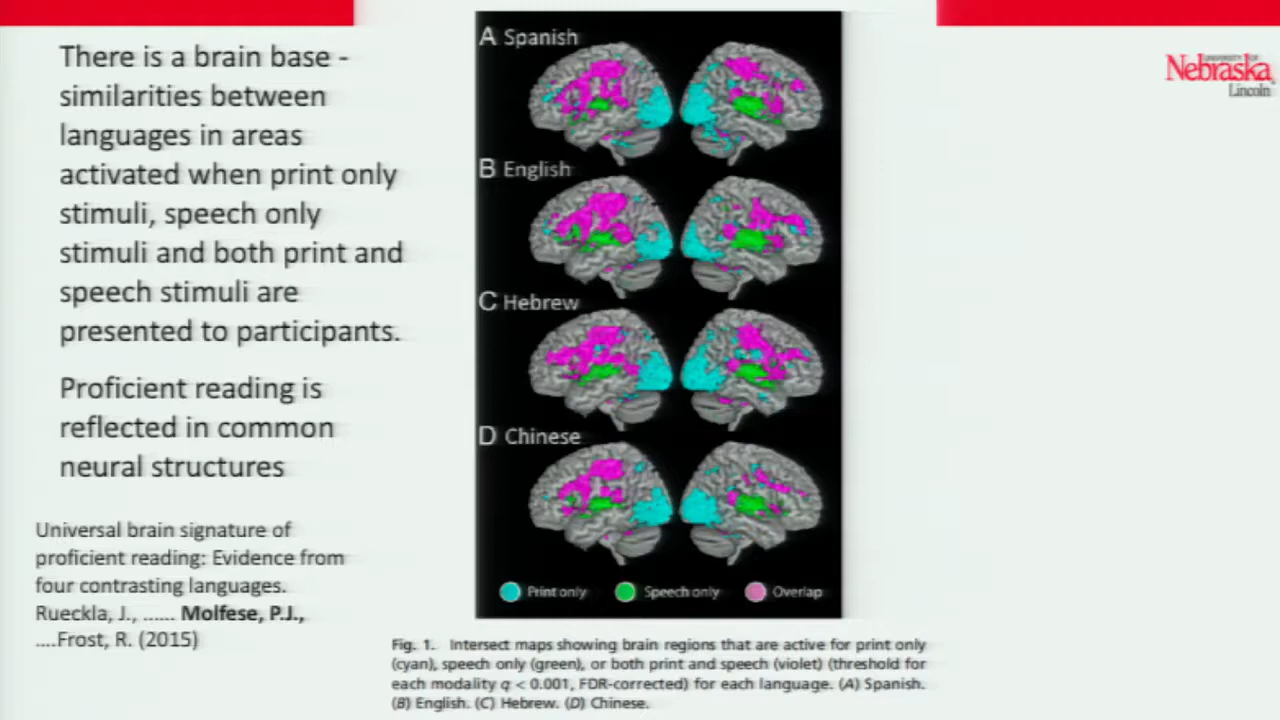 There is a brain base -
similarities between
languages in areas
activated when print only
stimuli, speech only
stimuli and both print and
speech stimuli are
presented to participants.
Proficient reading is
reflected in common
neural structures
Universal brain signature of
proficient reading: Evidence from
four contrasting languages.
Rueckla, J., ...... Molfese, P.J.,
....Frost, R. (2015)
A Spanish
B English
C Hebrew
D Chinese
Print only
Speech only
Overlap
Fig. 1. Intersect maps showing brain regions that are active for print only
(cyan), speech only (green), or both print and speech (violet) (threshold for
each modality q < 0.001, FDR-corrected) for each language. (A) Spanish.
(B) English. (C) Hebrew. (D) Chinese.
UNIVERSITY OF
Nebraska
Lincoln